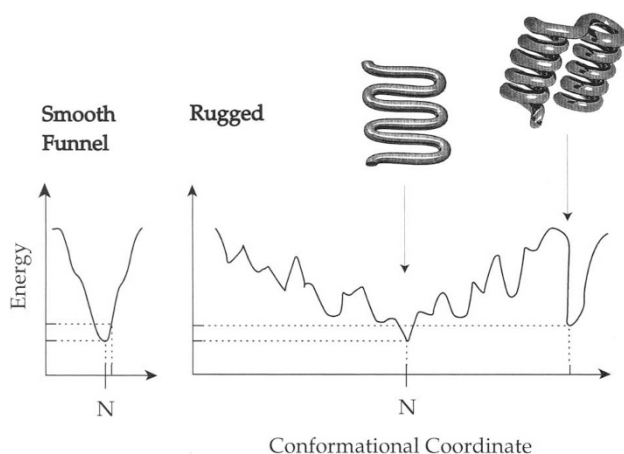 Smooth
Funnel
Rugged
Energy
N
N
Conformational Coordinate